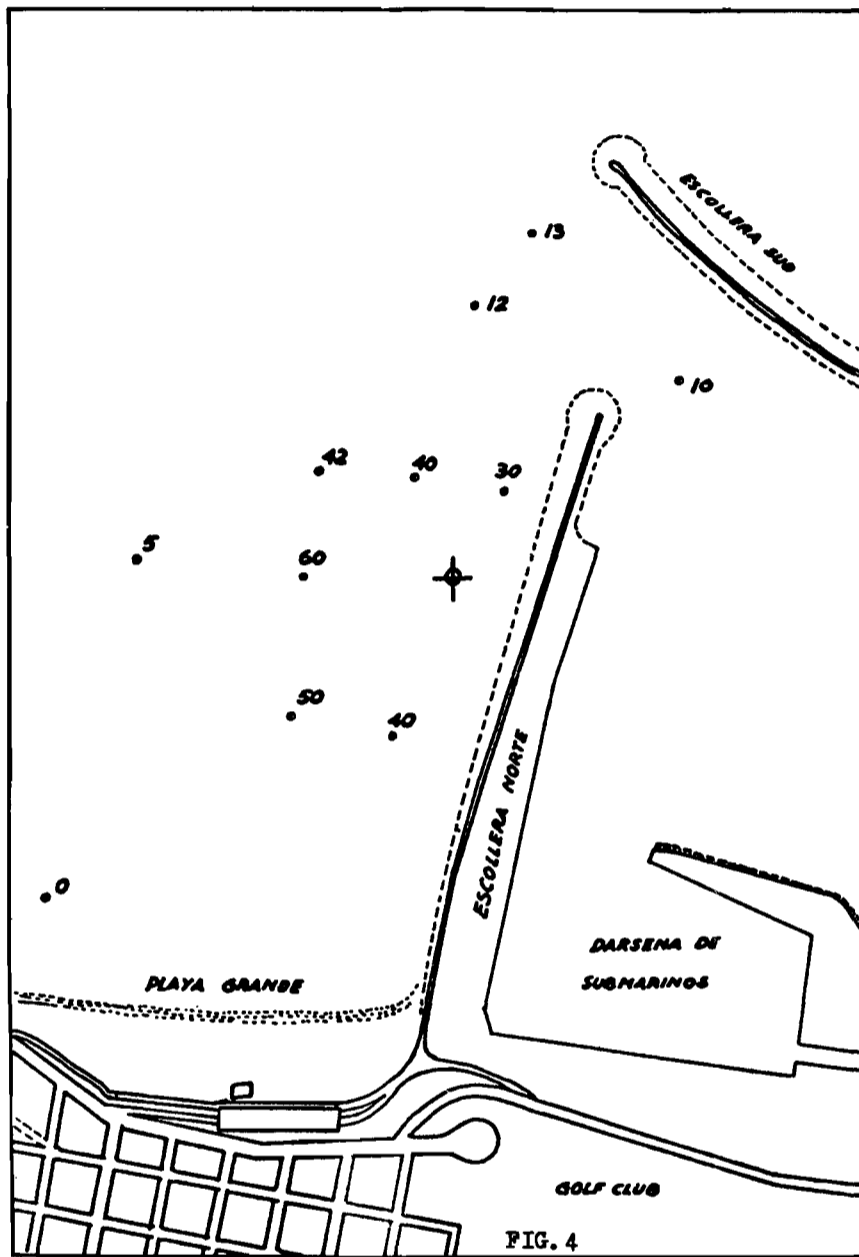 ESCOLLERA SUD
13
12
10
42
40
30
5
60
50
40
ESCOLLERA NORTE
0
DARSENA DE
SUBMARINOS
PLAYA GRANDE
GOLF CLUB
FIG. 4